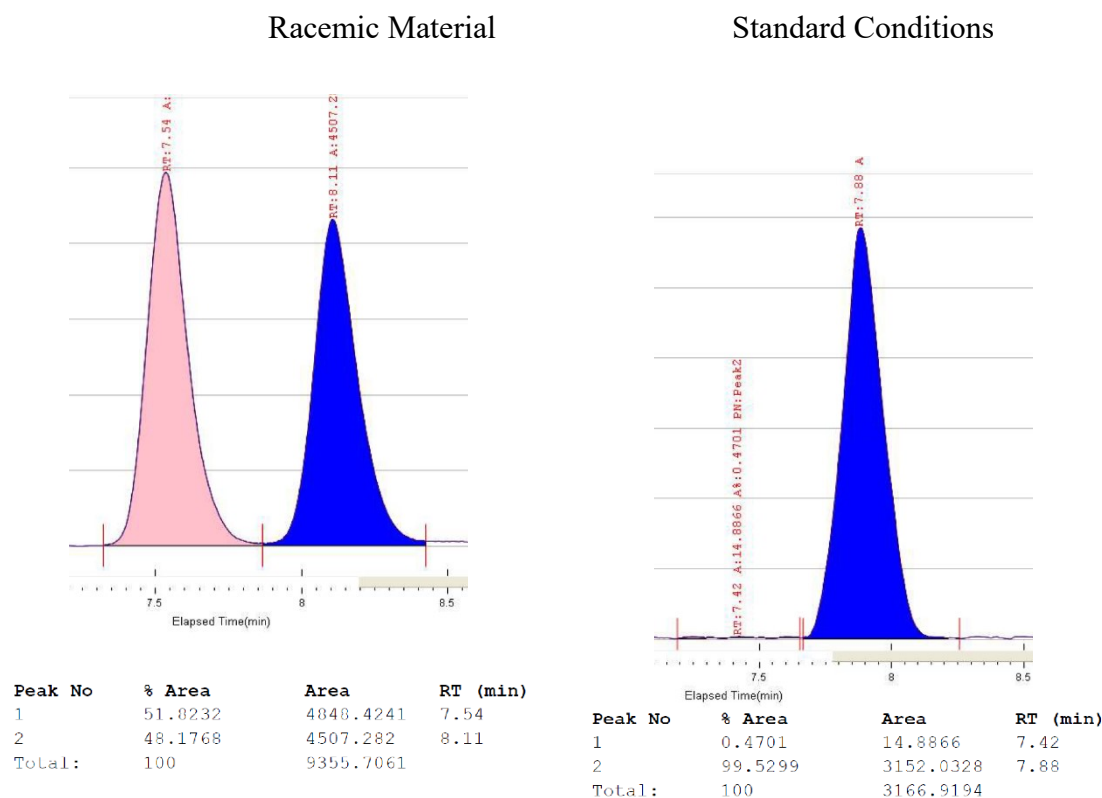 Racemic Material
Standard Conditions
RT:7.54 A:
RT:8.11 A:4507.2
7.5
8
8.5
Elapsed Time(min)
Peak No % Area Area RT (min)
1 51.8232 4848.4241 7.54
2 48.1768 4507.282 8.11
Total: 100 9355.7061
RT:7.42 A:14.8866 A%:0.4701 PN:Peak2
RT:7.88 A
7.5
8
8.5
Elapsed Time(min)
Peak No % Area Area RT (min)
1 0.4701 14.8866 7.42
2 99.5299 3152.0328 7.88
Total: 100 3166.9194